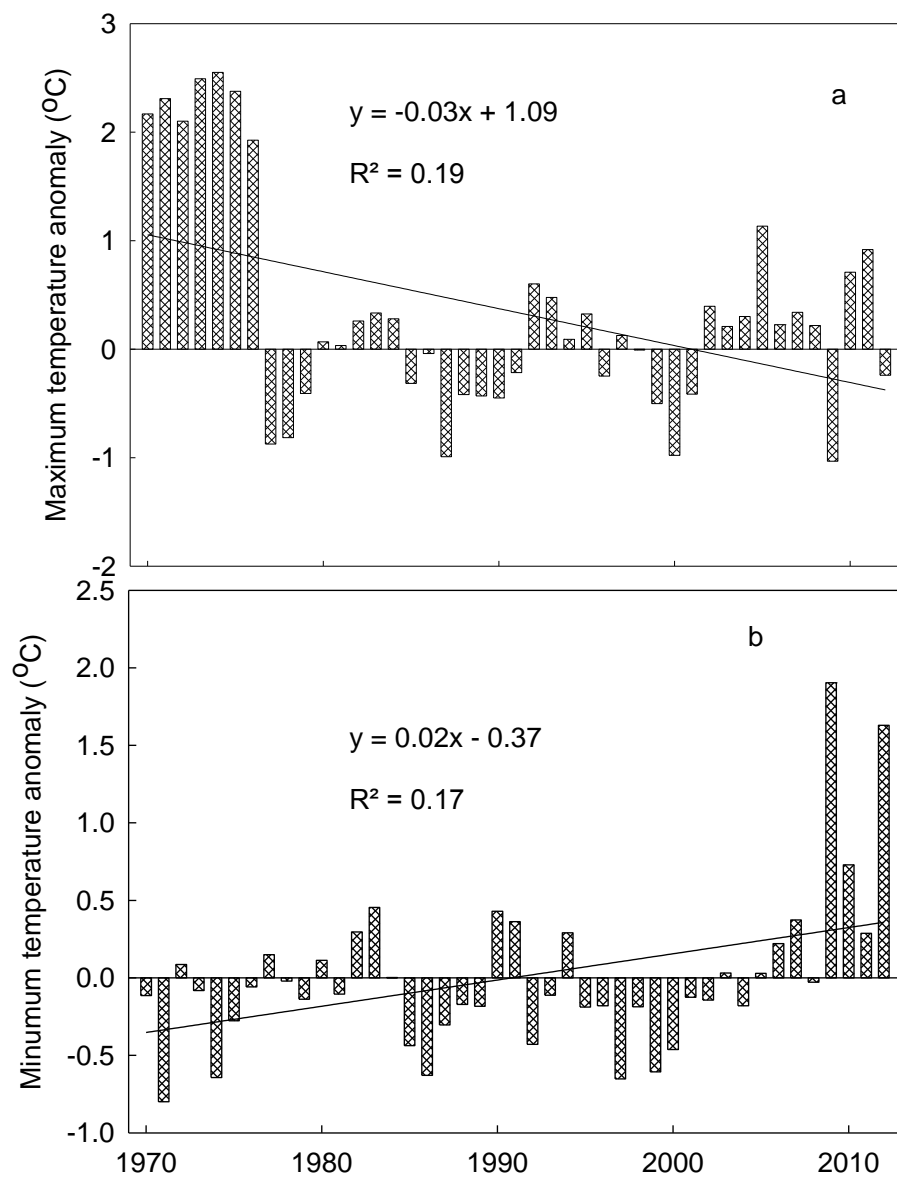 Maximum temperature anomaly (⁰C)
3
2
1
0
-1
-2
a
y = -0.03x + 1.09
R² = 0.19
Minumum temperature anomaly (⁰C)
2.5
2.0
1.5
1.0
0.5
0.0
-0.5
-1.0
b
y = 0.02x - 0.37
R² = 0.17
1970 1980 1990 2000 2010